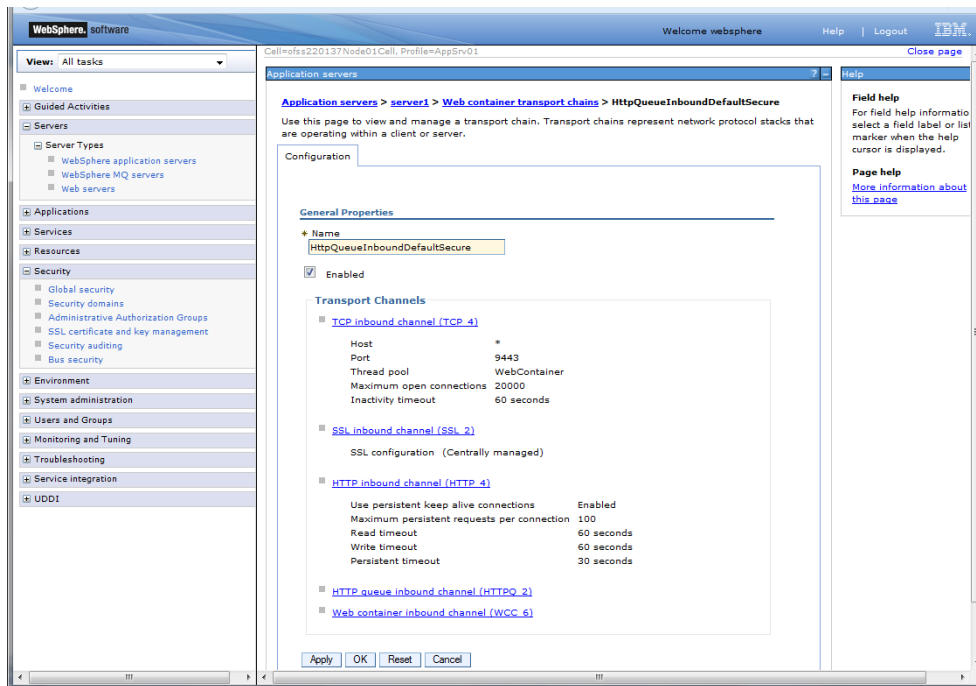 WebSphere. software
Welcome websphere
Help | Logout
IBM.
View: All tasks
Welcome
Guided Activities
Servers
Server Types
WebSphere application servers
WebSphere MQ servers
Web servers
Applications
Services
Resources
Security
Global security
Security domains
Administrative Authorization Groups
SSL certificate and key management
Security auditing
Bus security
Environment
System administration
Users and Groups
Monitoring and Tuning
Troubleshooting
Service integration
UDDI
Cell=ofss220137Node01Cell, Profile=AppSrv01
Close page
Application servers
? -
Application servers > server1 > Web container transport chains > HttpQueueInboundDefaultSecure
Use this page to view and manage a transport chain. Transport chains represent network protocol stacks that
are operating within a client or server.
Configuration
General Properties
* Name
HttpQueueInboundDefaultSecure
Enabled
Transport Channels
TCP inbound channel (TCP_4)
Host *
Port 9443
Thread pool WebContainer
Maximum open connections 20000
Inactivity timeout 60 seconds
SSL inbound channel (SSL_2)
SSL configuration (Centrally managed)
HTTP inbound channel (HTTP_4)
Use persistent keep alive connections Enabled
Maximum persistent requests per connection 100
Read timeout 60 seconds
Write timeout 60 seconds
Persistent timeout 30 seconds
HTTP queue inbound channel (HTTPQ_2)
Web container inbound channel (WCC_6)
Apply OK Reset Cancel
Help
Field help
For field help informatio
select a field label or list
marker when the help
cursor is displayed.
Page help
More information about
this page